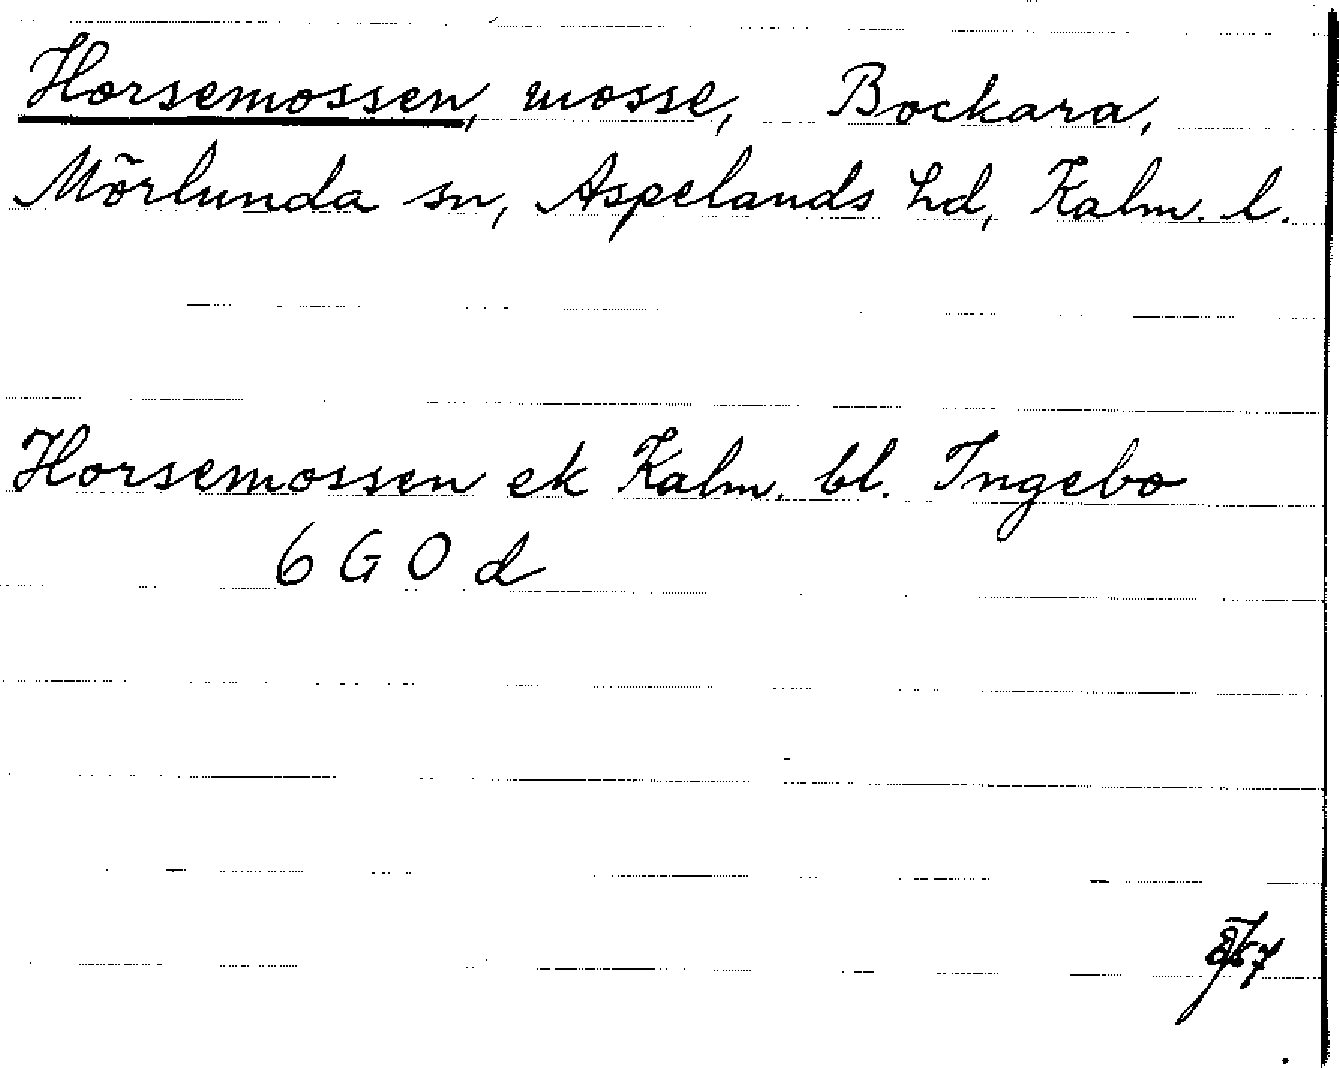 Horsemossen, mosse, Bockara,
Mörlunda sn, Aspelands hd, Kalm. l.
Horsemossen ek Kalm. bl. Ingebo
6 G 0 d